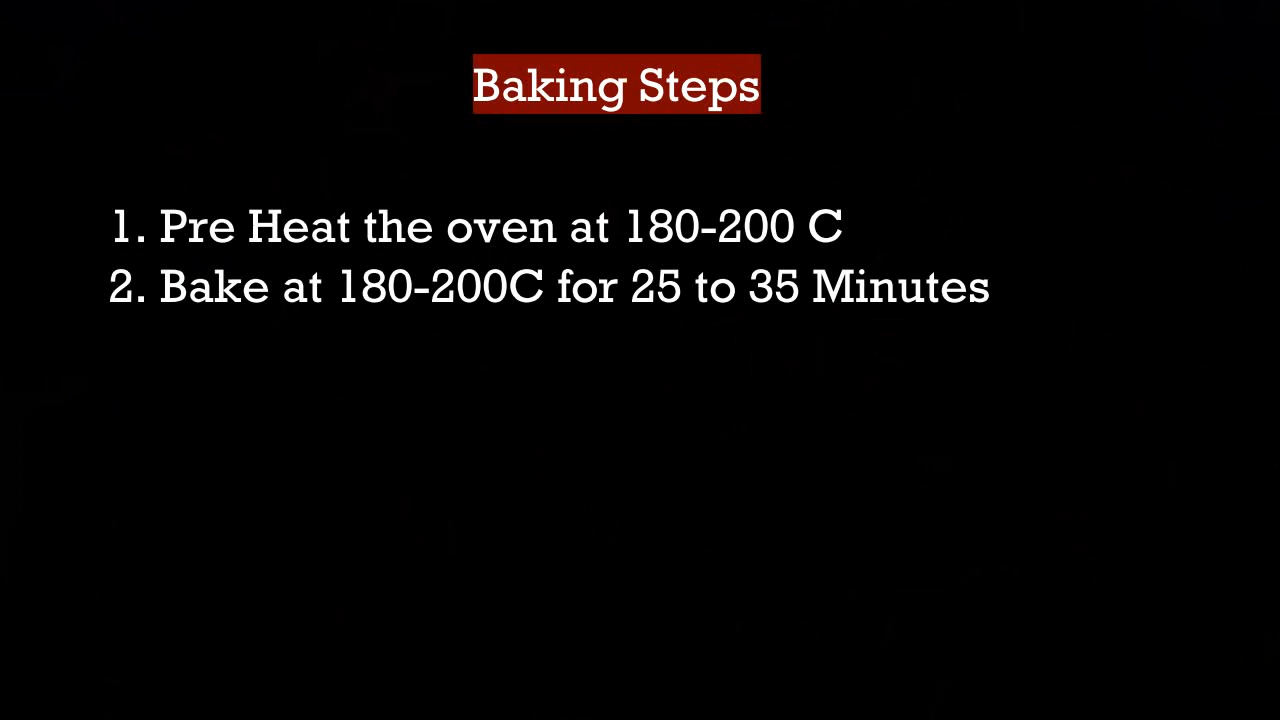 Baking Steps
1. Pre Heat the oven at 180-200 C
2. Bake at 180-200C for 25 to 35 Minutes